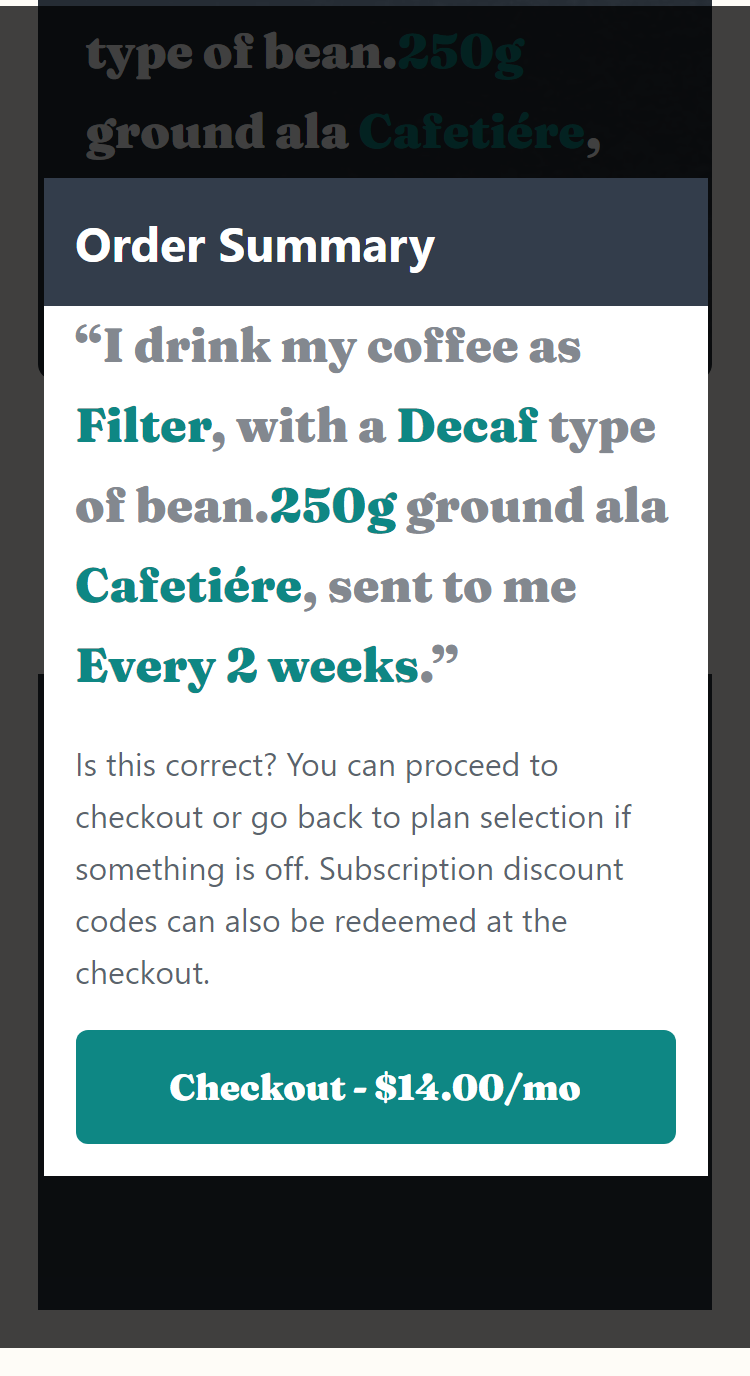 type of bean.250g
ground ala Cafetiére,
Order Summary
“I drink my coffee as
Filter, with a Decaf type
of bean.250g ground ala
Cafetiére, sent to me
Every 2 weeks.”
Is this correct? You can proceed to
checkout or go back to plan selection if
something is off. Subscription discount
codes can also be redeemed at the
checkout.
Checkout - $14.00/mo